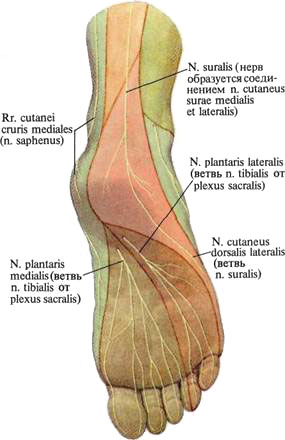 N. suralis (нерв
образуется соеди-
нением n. cutaneus
surae medialis
et lateralis)
Rr. cutanei
cruris mediales
(n. saphenus)
N. plantaris lateralis
(ветвь n. tibialis от
plexus sacralis)
N. cutaneus
dorsalis lateralis
(ветвь
n. suralis)
N. plantaris
medialis (ветвь
n. tibialis от
plexus sacralis)